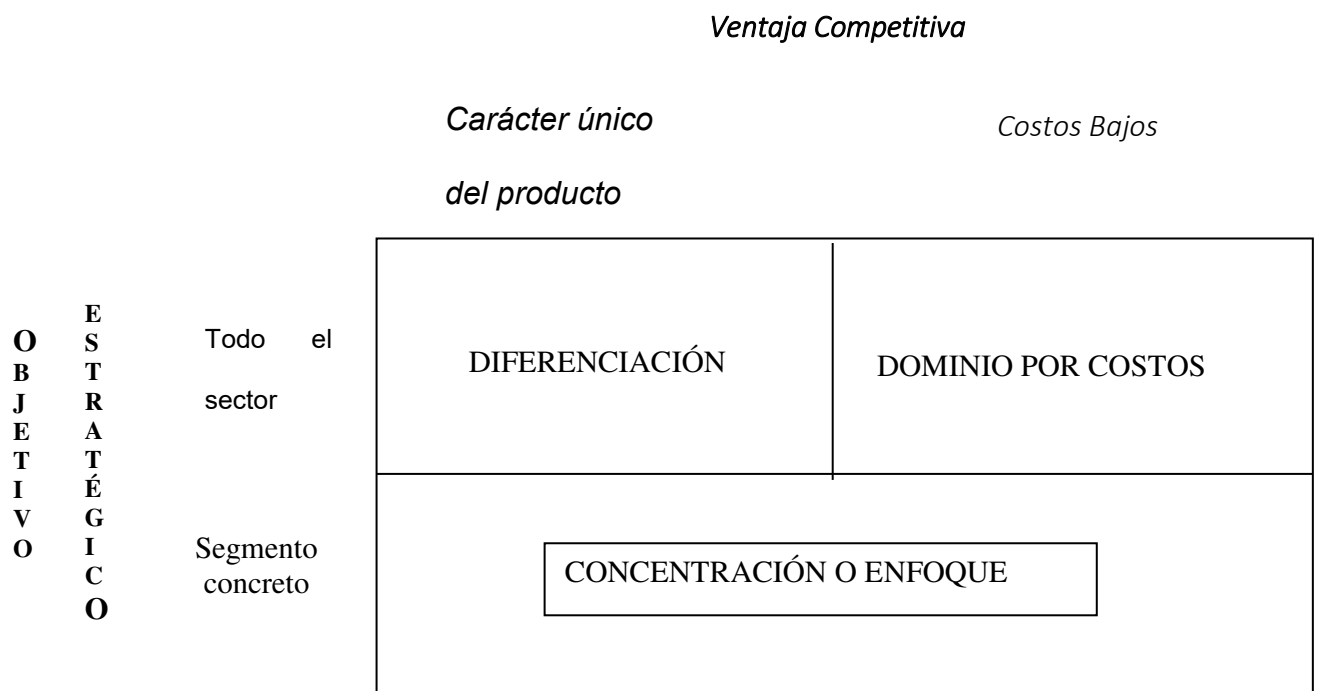 Ventaja Competitiva
Carácter único
del producto
Costos Bajos
OBJETIVO
ESTRATÉGICO
Todo el
sector
DIFERENCIACIÓN
DOMINIO POR COSTOS
Segmento
concreto
CONCENTRACIÓN O ENFOQUE